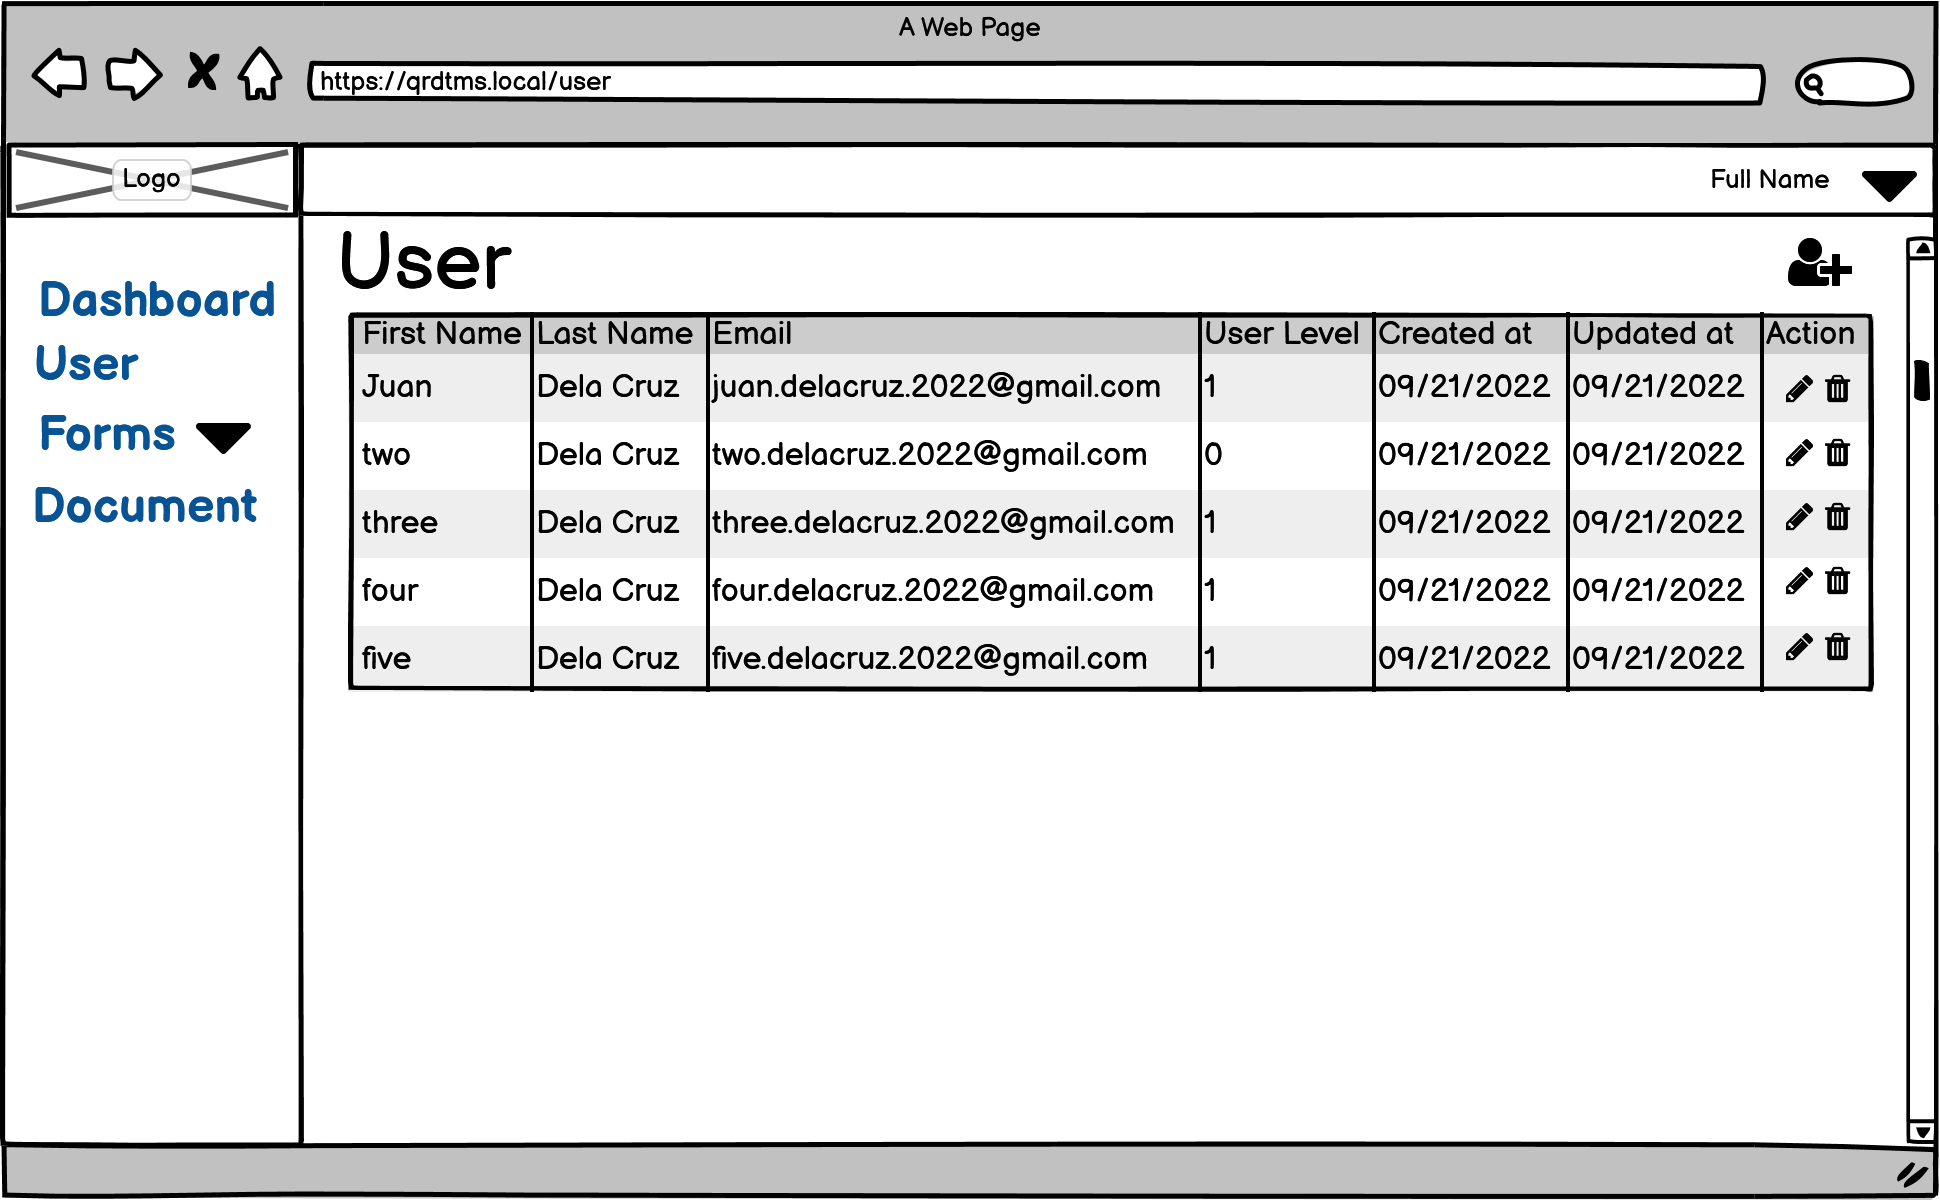 A Web Page
https://qrdtms.local/user
Logo
Full Name
Dashboard
User
Forms
Document
User
First Name Last Name Email User Level Created at Updated at Action
Juan Dela Cruz juan.delacruz.2022@gmail.com 1 09/21/2022 09/21/2022
two Dela Cruz two.delacruz.2022@gmail.com 0 09/21/2022 09/21/2022
three Dela Cruz three.delacruz.2022@gmail.com 1 09/21/2022 09/21/2022
four Dela Cruz four.delacruz.2022@gmail.com 1 09/21/2022 09/21/2022
five Dela Cruz five.delacruz.2022@gmail.com 1 09/21/2022 09/21/2022